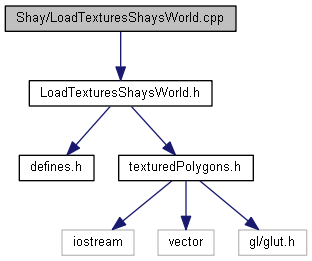 Shay/LoadTexturesShaysWorld.cpp
LoadTexturesShaysWorld.h
defines.h
texturedPolygons.h
iostream
vector
gl/glut.h